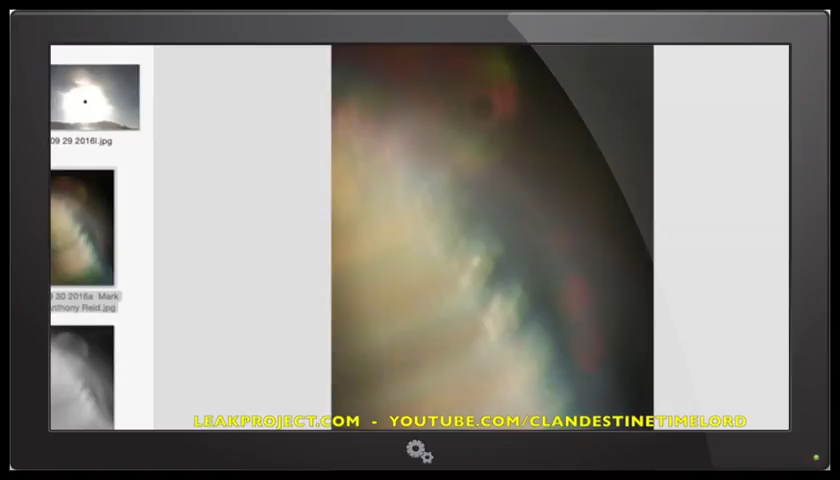 09 29 2016l.jpg
30 2016a Mark
nthony Reid.jpg
LEAKPROJECT.COM - YOUTUBE.COM/CLANDESTINETIMELORD